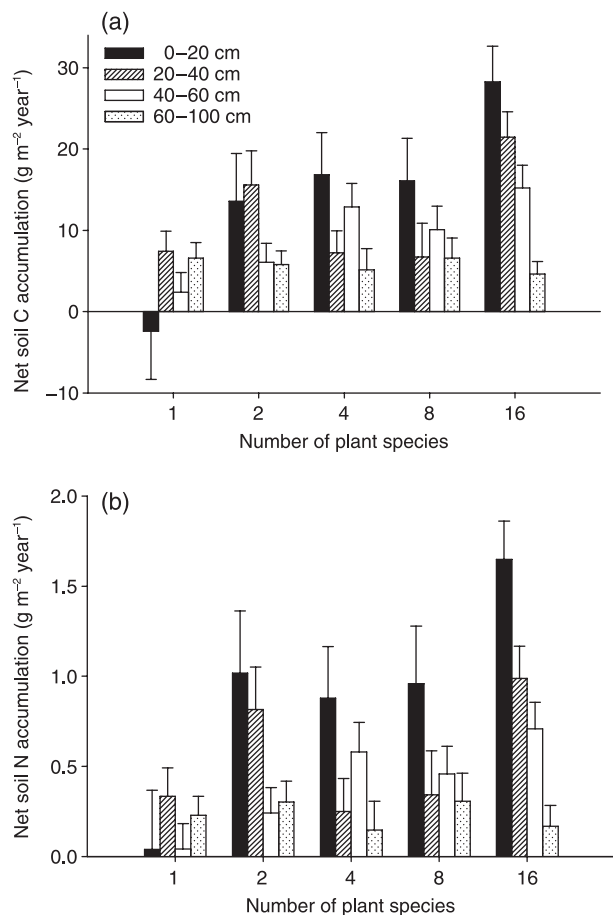 (a)
0–20 cm
20–40 cm
40–60 cm
60–100 cm
Net soil C accumulation (g m⁻² year⁻¹)
30
20
10
0
−10
1 2 4 8 16
Number of plant species
(b)
Net soil N accumulation (g m⁻² year⁻¹)
2.0
1.5
1.0
0.5
0.0
1 2 4 8 16
Number of plant species